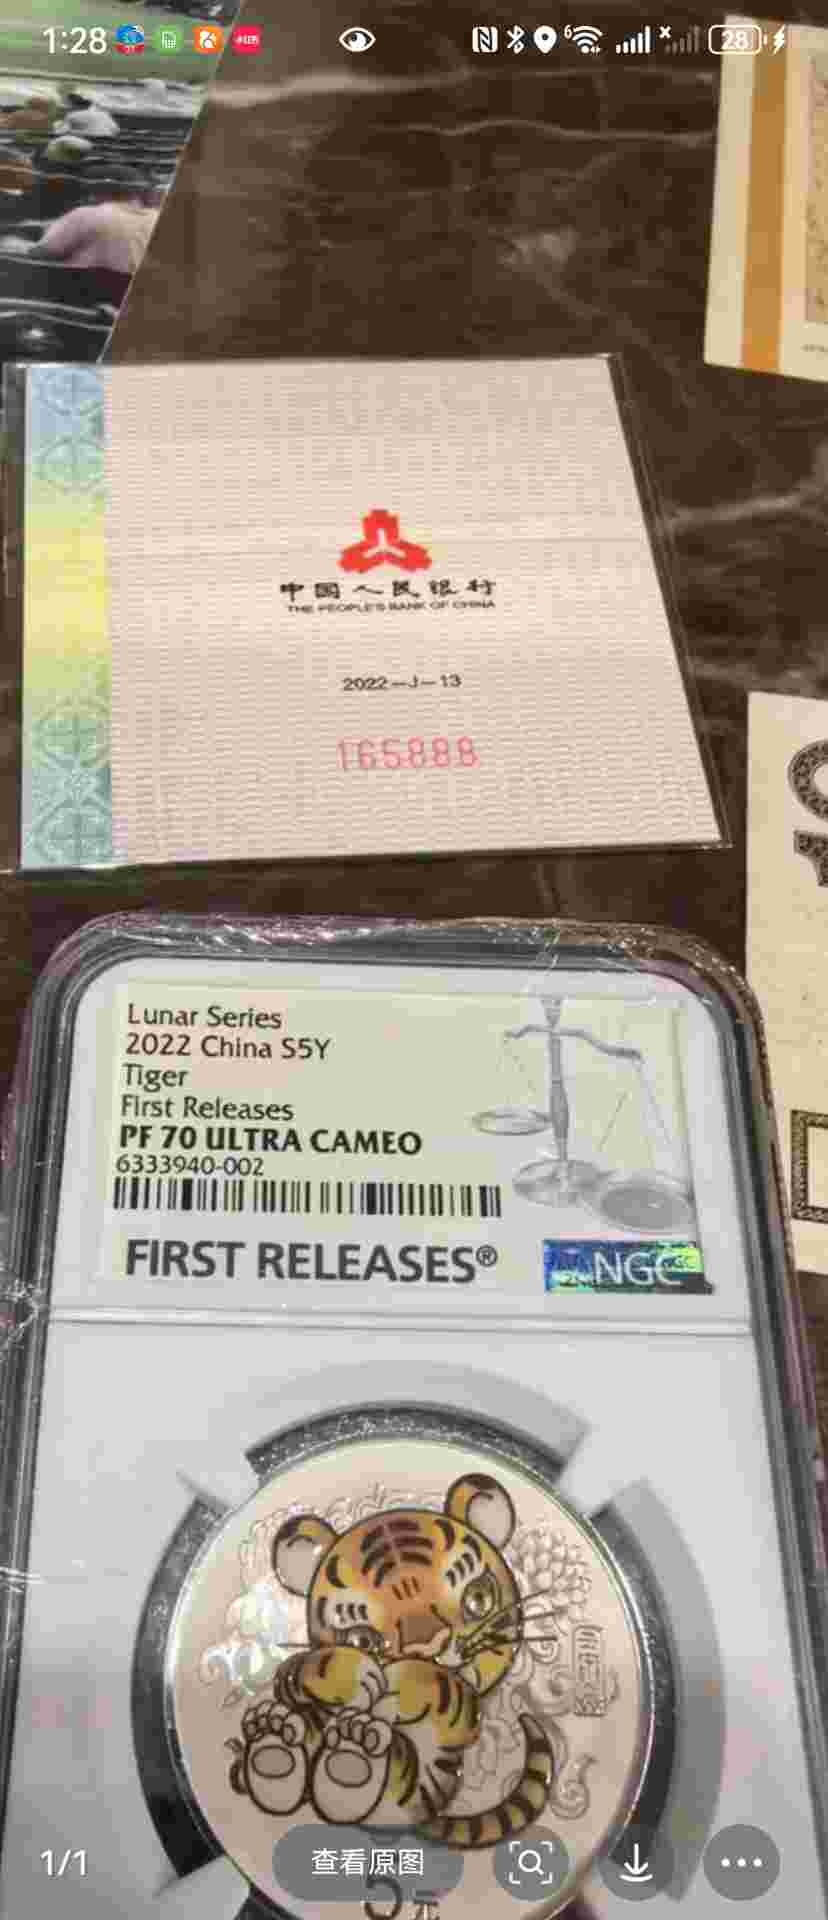 1:28
28
中国人民银行
THE PEOPLE'S BANK OF CHINA
2022-J-13
165888
Lunar Series
2022 China S5Y
Tiger
First Releases
PF 70 ULTRA CAMEO
6333940-002
FIRST RELEASES®
NGC
5元
1/1
查看原图